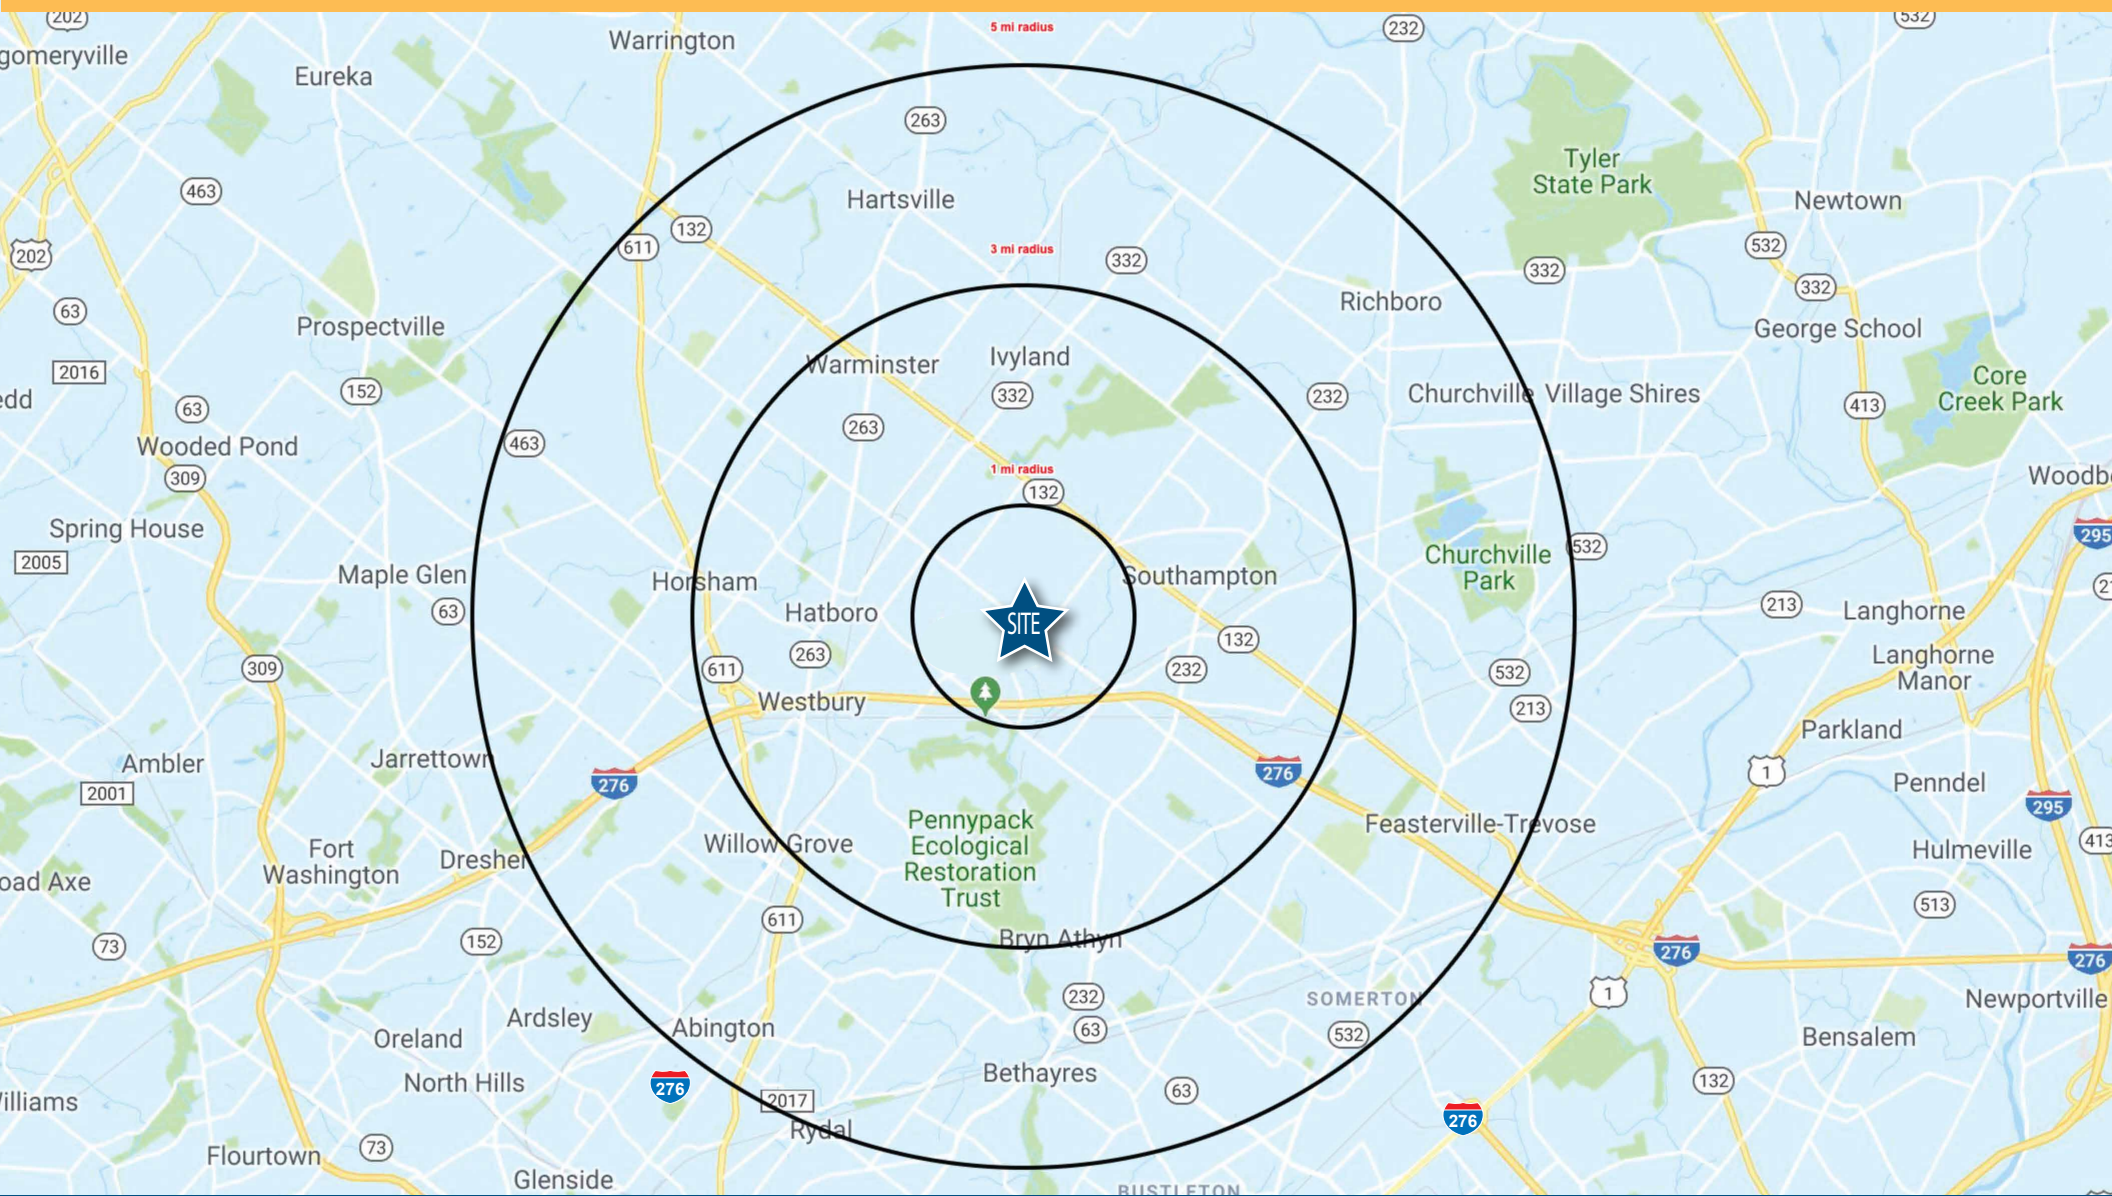 202
5 mi radius
232
532
Warrington
gomeryville
Eureka
263
Tyler
State Park
463
Hartsville
Newtown
132
611
3 mi radius
332
532
202
332
332
63
Richboro
Prospectville
George School
2016
Warminster
Ivyland
Core
Creek Park
152
332
232
Churchville
Village Shires
edd
63
413
263
463
Wooded Pond
1 mi radius
309
132
Woodb
Spring House
295
532
2005
Churchville
Park
Maple Glen
Horsham
Southampton
63
Hatboro
SITE
213
Langhorne
132
263
Langhorne
Manor
309
611
232
532
Westbury
213
Parkland
Jarrettown
Ambler
276
276
1
Penndel
2001
295
Pennypack
Ecological
Restoration
Trust
Feasterville-Trevose
Willow Grove
413
Fort
Washington
Dresher
Hulmeville
oad Axe
611
513
73
152
Bryn Athyn
276
276
232
SOMERTON
1
Newportville
Ardsley
Abington
63
532
Oreland
Bensalem
Bethayres
North Hills
276
63
132
2017
illiams
276
Rydal
73
Flourtown
Glenside
BUSTLETON